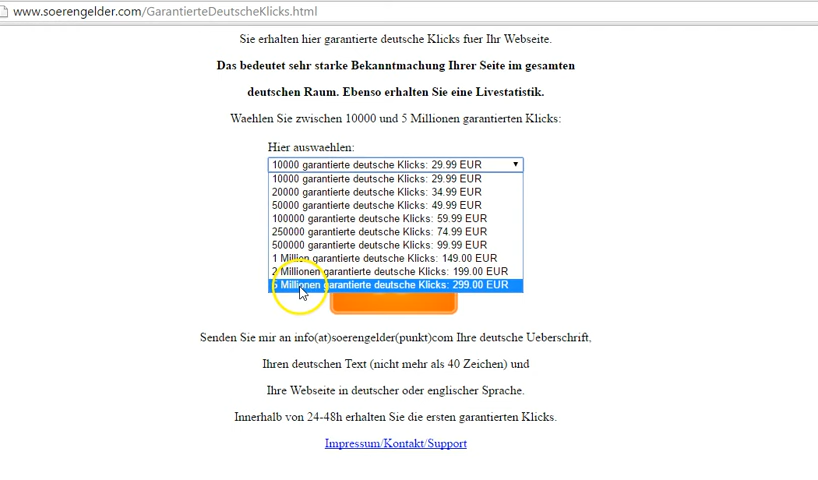 www.soerengelder.com/GarantierteDeutscheKlicks.html
Sie erhalten hier garantierte deutsche Klicks fuer Ihr Webseite.
Das bedeutet sehr starke Bekanntmachung Ihrer Seite im gesamten
deutschen Raum. Ebenso erhalten Sie eine Livestatistik.
Waehlen Sie zwischen 10000 und 5 Millionen garantierten Klicks:
Hier auswaehlen:
10000 garantierte deutsche Klicks: 29.99 EUR
10000 garantierte deutsche Klicks: 29.99 EUR
20000 garantierte deutsche Klicks: 34.99 EUR
50000 garantierte deutsche Klicks: 49.99 EUR
100000 garantierte deutsche Klicks: 59.99 EUR
250000 garantierte deutsche Klicks: 74.99 EUR
500000 garantierte deutsche Klicks: 99.99 EUR
1 Million garantierte deutsche Klicks: 149.00 EUR
2 Millionen garantierte deutsche Klicks: 199.00 EUR
5 Millionen garantierte deutsche Klicks: 299.00 EUR
Senden Sie mir an info(at)soerengelder(punkt)com Ihre deutsche Ueberschrift,
Ihren deutschen Text (nicht mehr als 40 Zeichen) und
Ihre Webseite in deutscher oder englischer Sprache.
Innerhalb von 24-48h erhalten Sie die ersten garantierten Klicks.
Impressum/Kontakt/Support